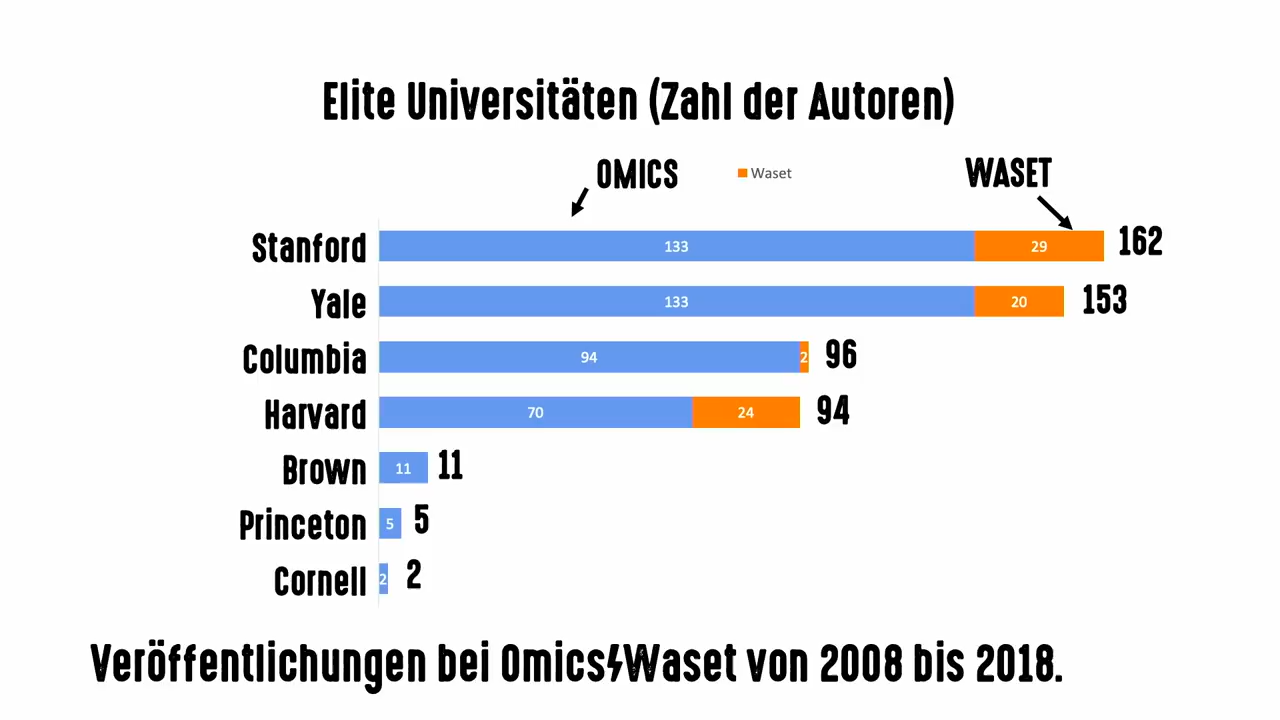 Elite Universitäten (Zahl der Autoren)
OMICS Waset WASET
Stanford 133 29 162
Yale 133 20 153
Columbia 94 2 96
Harvard 70 24 94
Brown 11 11
Princeton 5 5
Cornell 2 2
Veröffentlichungen bei Omics/Waset von 2008 bis 2018.